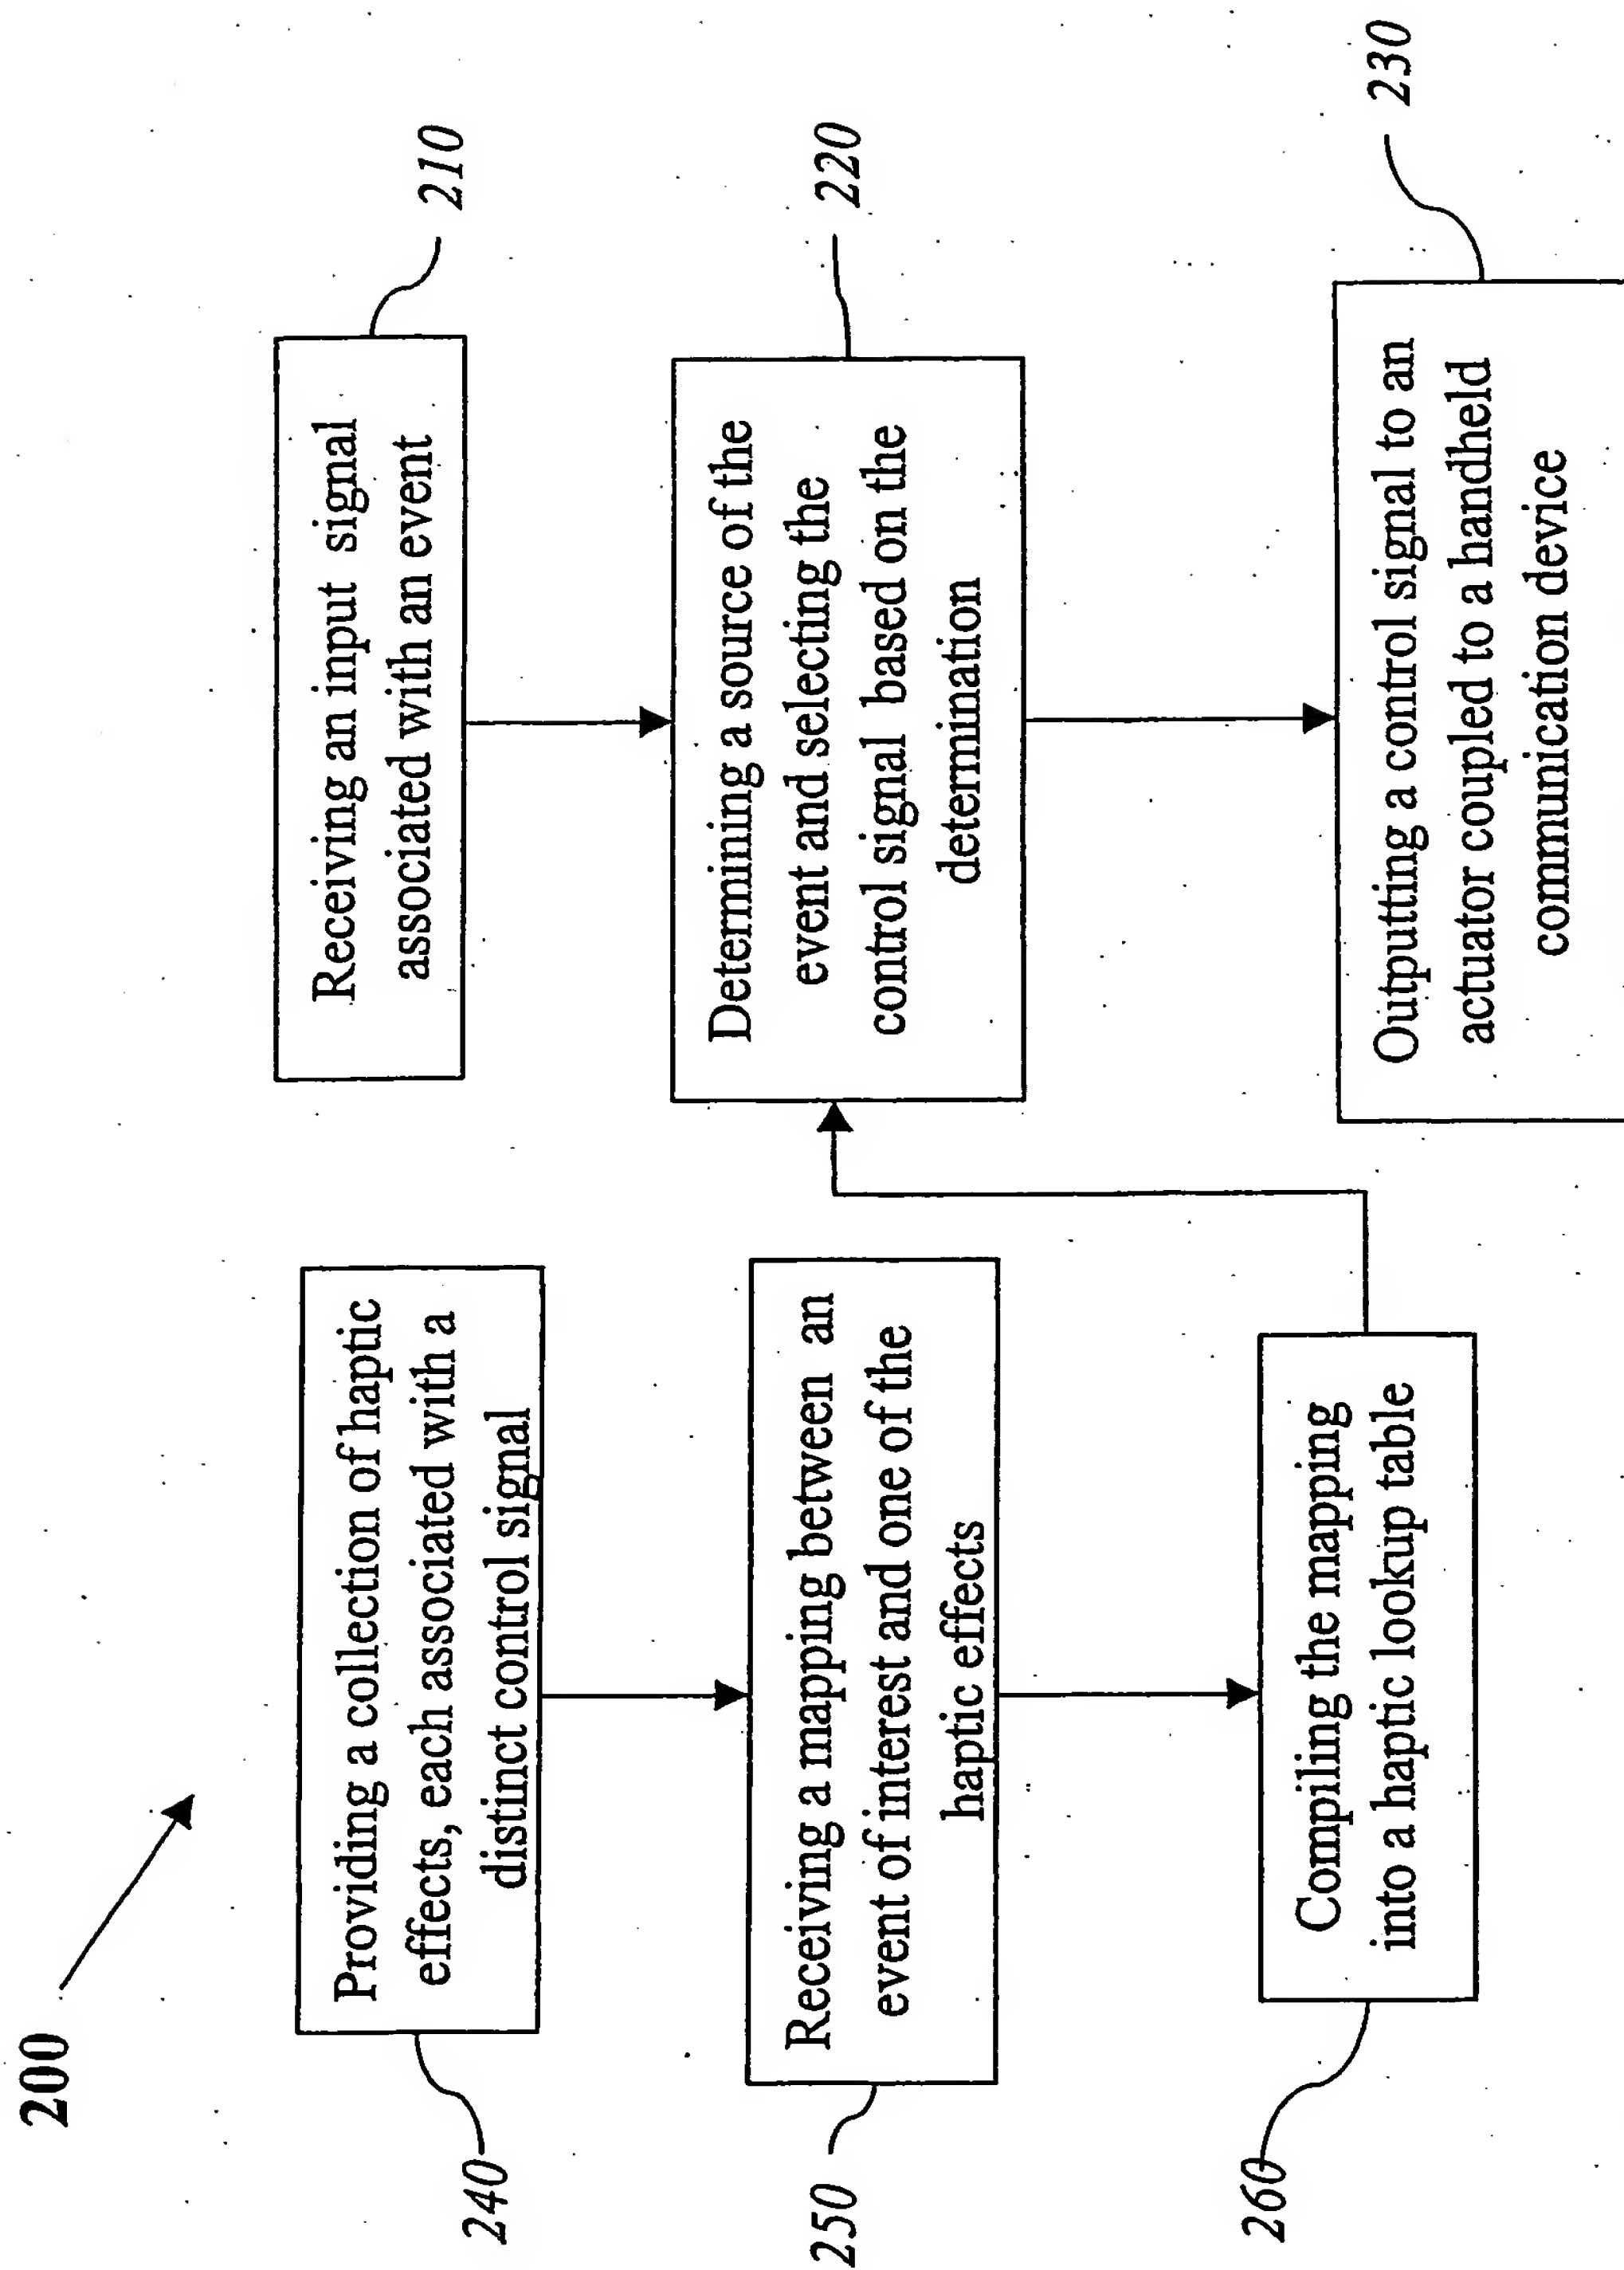 200
Providing a collection of haptic
effects, each associated with a
distinct control signal
240
Receiving a mapping between an
event of interest and one of the
haptic effects
250
Compiling the mapping
into a haptic lookup table
260
Receiving an input signal
associated with an event
210
Determining a source of the
event and selecting the
control signal based on the
determination
220
Outputting a control signal to an
actuator coupled to a handheld
communication device
230